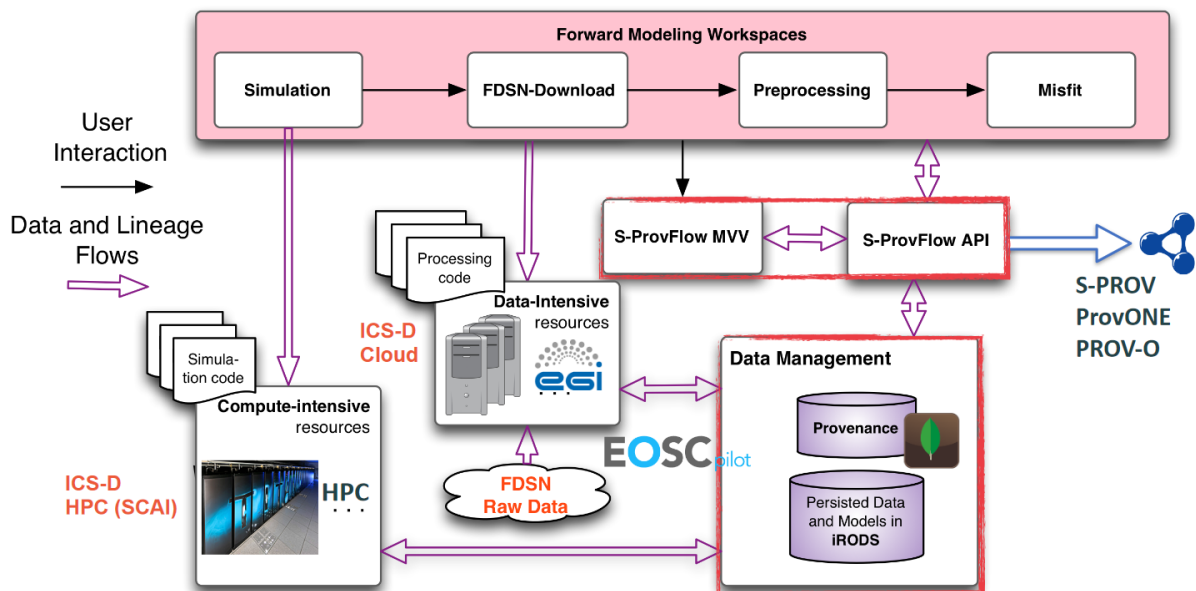 Forward Modeling Workspaces
Simulation
FDSN-Download
Preprocessing
Misfit
User
Interaction
Data and Lineage
Flows
S-ProvFlow MVV
S-ProvFlow API
S-PROV
ProvONE
PROV-O
Processing
code
Data-Intensive
resources
ICS-D
Cloud
egi
Simula-
tion code
Compute-intensive
resources
ICS-D
HPC (SCAI)
HPC
...
FDSN
Raw Data
EOSCpilot
Data Management
Provenance
Persisted Data
and Models in
iRODS